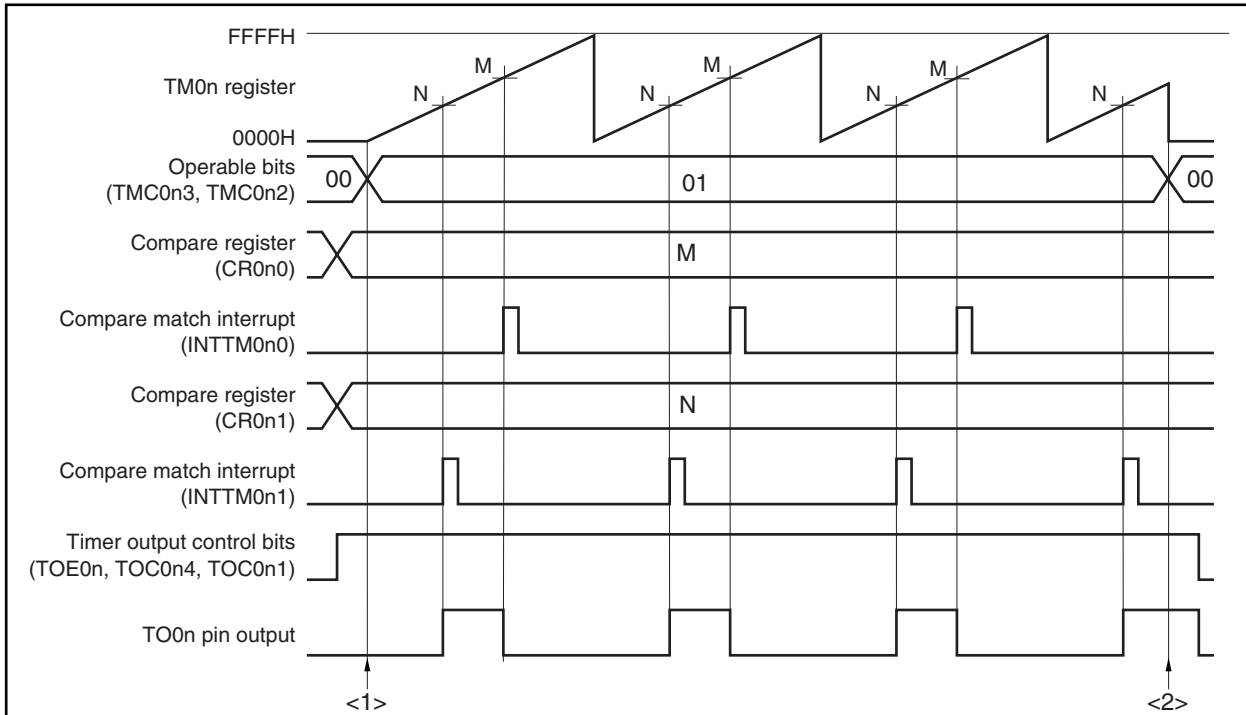 FFFFH
TM0n register
0000H
M
N
M
N
M
N
N
Operable bits
(TMC0n3, TMC0n2)
00
01
00
Compare register
(CR0n0)
M
Compare match interrupt
(INTTM0n0)
Compare register
(CR0n1)
N
Compare match interrupt
(INTTM0n1)
Timer output control bits
(TOE0n, TOC0n4, TOC0n1)
TO0n pin output
<1>
<2>